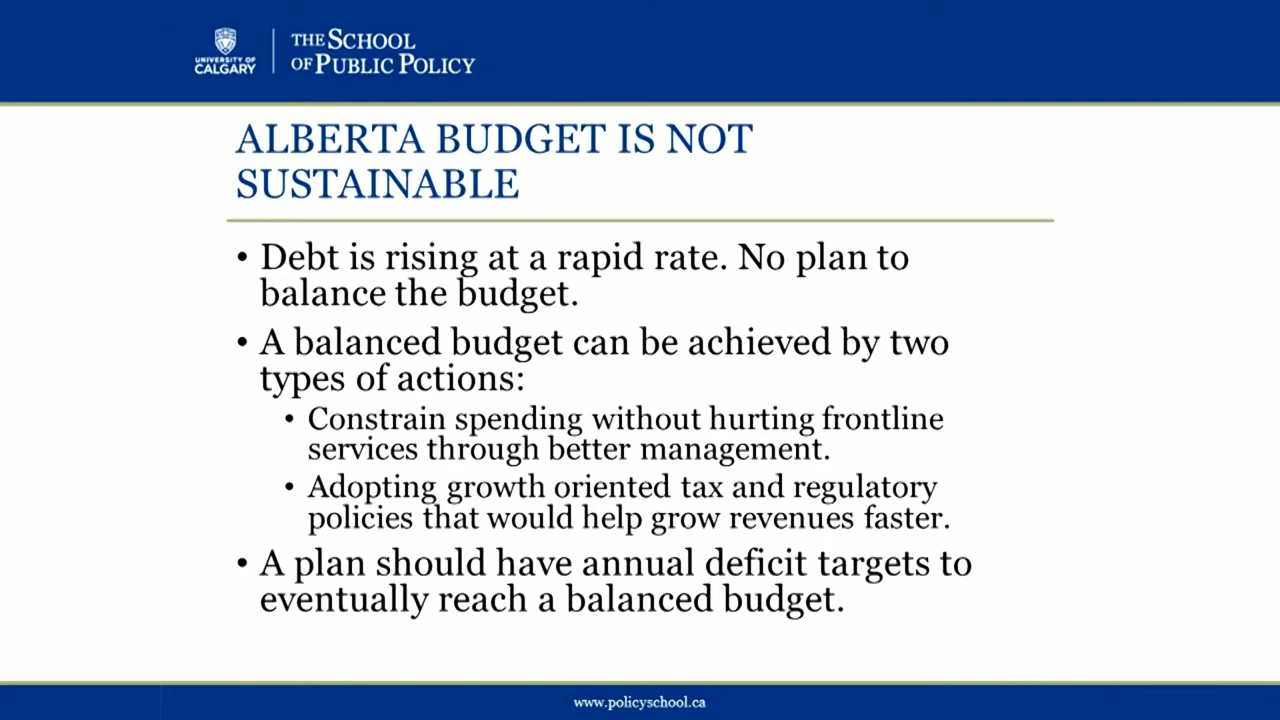 UNIVERSITY OF
CALGARY
THE SCHOOL
OF PUBLIC POLICY
ALBERTA BUDGET IS NOT
SUSTAINABLE
• Debt is rising at a rapid rate. No plan to
balance the budget.
• A balanced budget can be achieved by two
types of actions:
• Constrain spending without hurting frontline
services through better management.
• Adopting growth oriented tax and regulatory
policies that would help grow revenues faster.
• A plan should have annual deficit targets to
eventually reach a balanced budget.
www.policyschool.ca